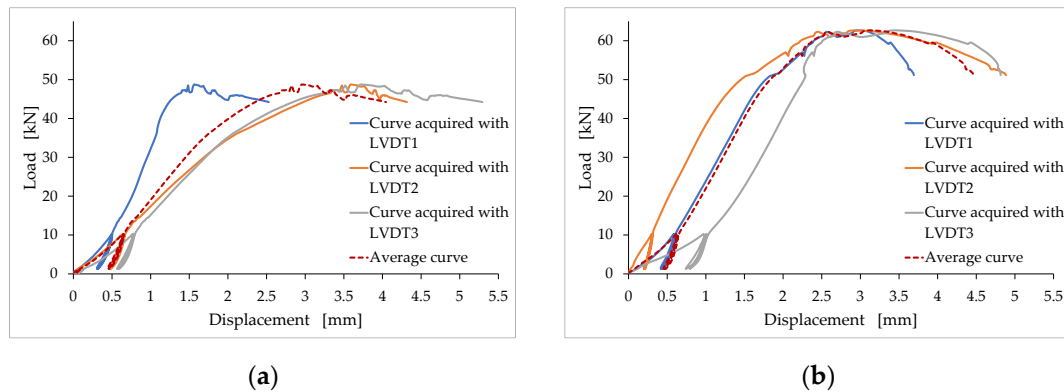 60
50
40
30
20
10
0
Load [kN]
0 0.5 1 1.5 2 2.5 3 3.5 4 4.5 5 5.5
Displacement [mm]
Curve acquired with
LVDT1
Curve acquired with
LVDT2
Curve acquired with
LVDT3
Average curve
(a)
60
50
40
30
20
10
0
Load [kN]
0 0.5 1 1.5 2 2.5 3 3.5 4 4.5 5 5.5
Displacement [mm]
Curve acquired with
LVDT1
Curve acquired with
LVDT2
Curve acquired with
LVDT3
Average curve
(b)